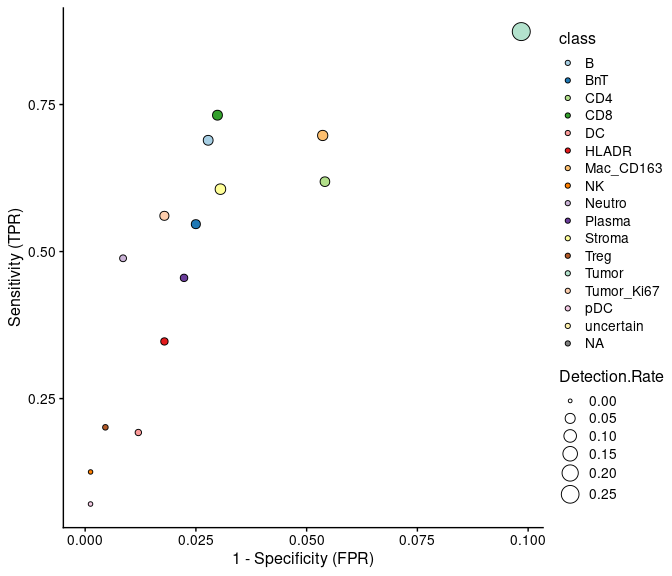 Sensitivity (TPR)
0.75
0.50
0.25
0.000
0.025
0.050
0.075
0.100
1 - Specificity (FPR)
class
B
BnT
CD4
CD8
DC
HLADR
Mac_CD163
NK
Neutro
Plasma
Stroma
Treg
Tumor
Tumor_Ki67
pDC
uncertain
NA
Detection.Rate
0.00
0.05
0.10
0.15
0.20
0.25